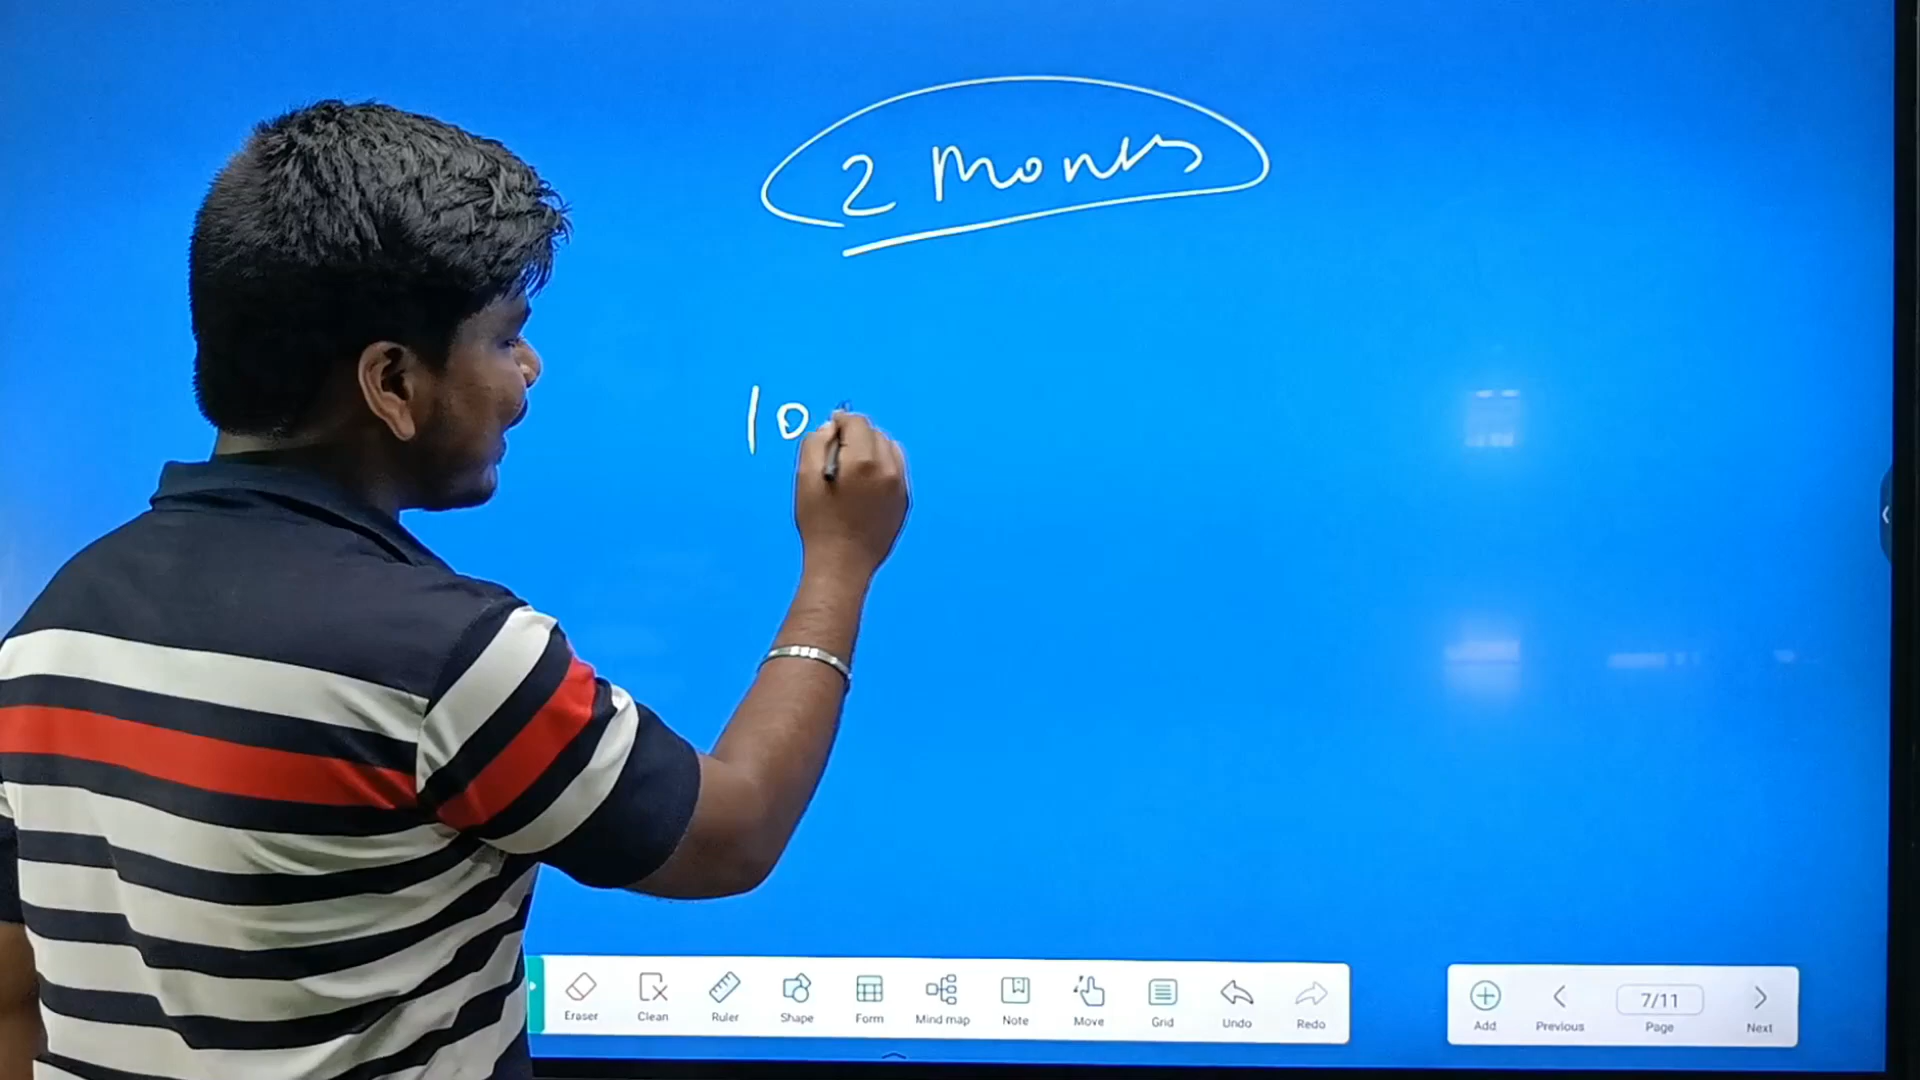 2 Months
10
Eraser Clean Ruler Shape Form Mind map Note Move Grid Undo Redo
Add Previous 7/11 Page Next